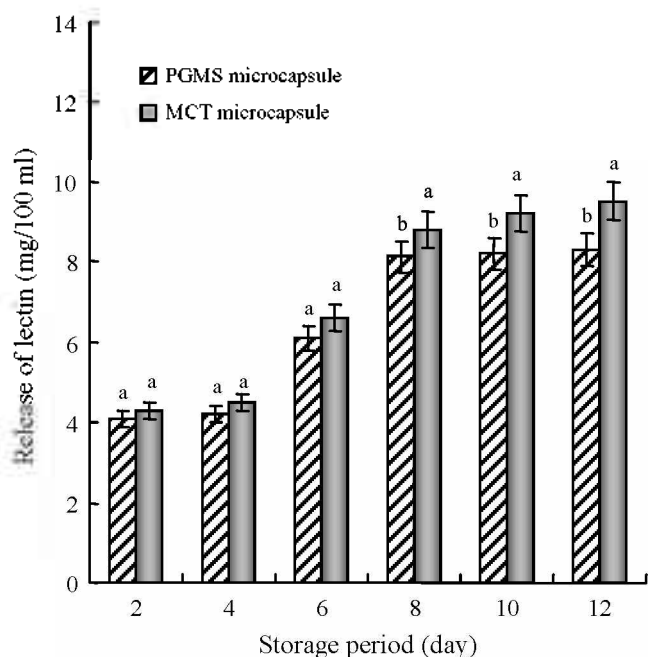 14
12
10
8
6
4
2
0
Release of lectin (mg/100 ml)
PGMS microcapsule
MCT microcapsule
a a
a a
a a
b a
b a
b a
2 4 6 8 10 12
Storage period (day)